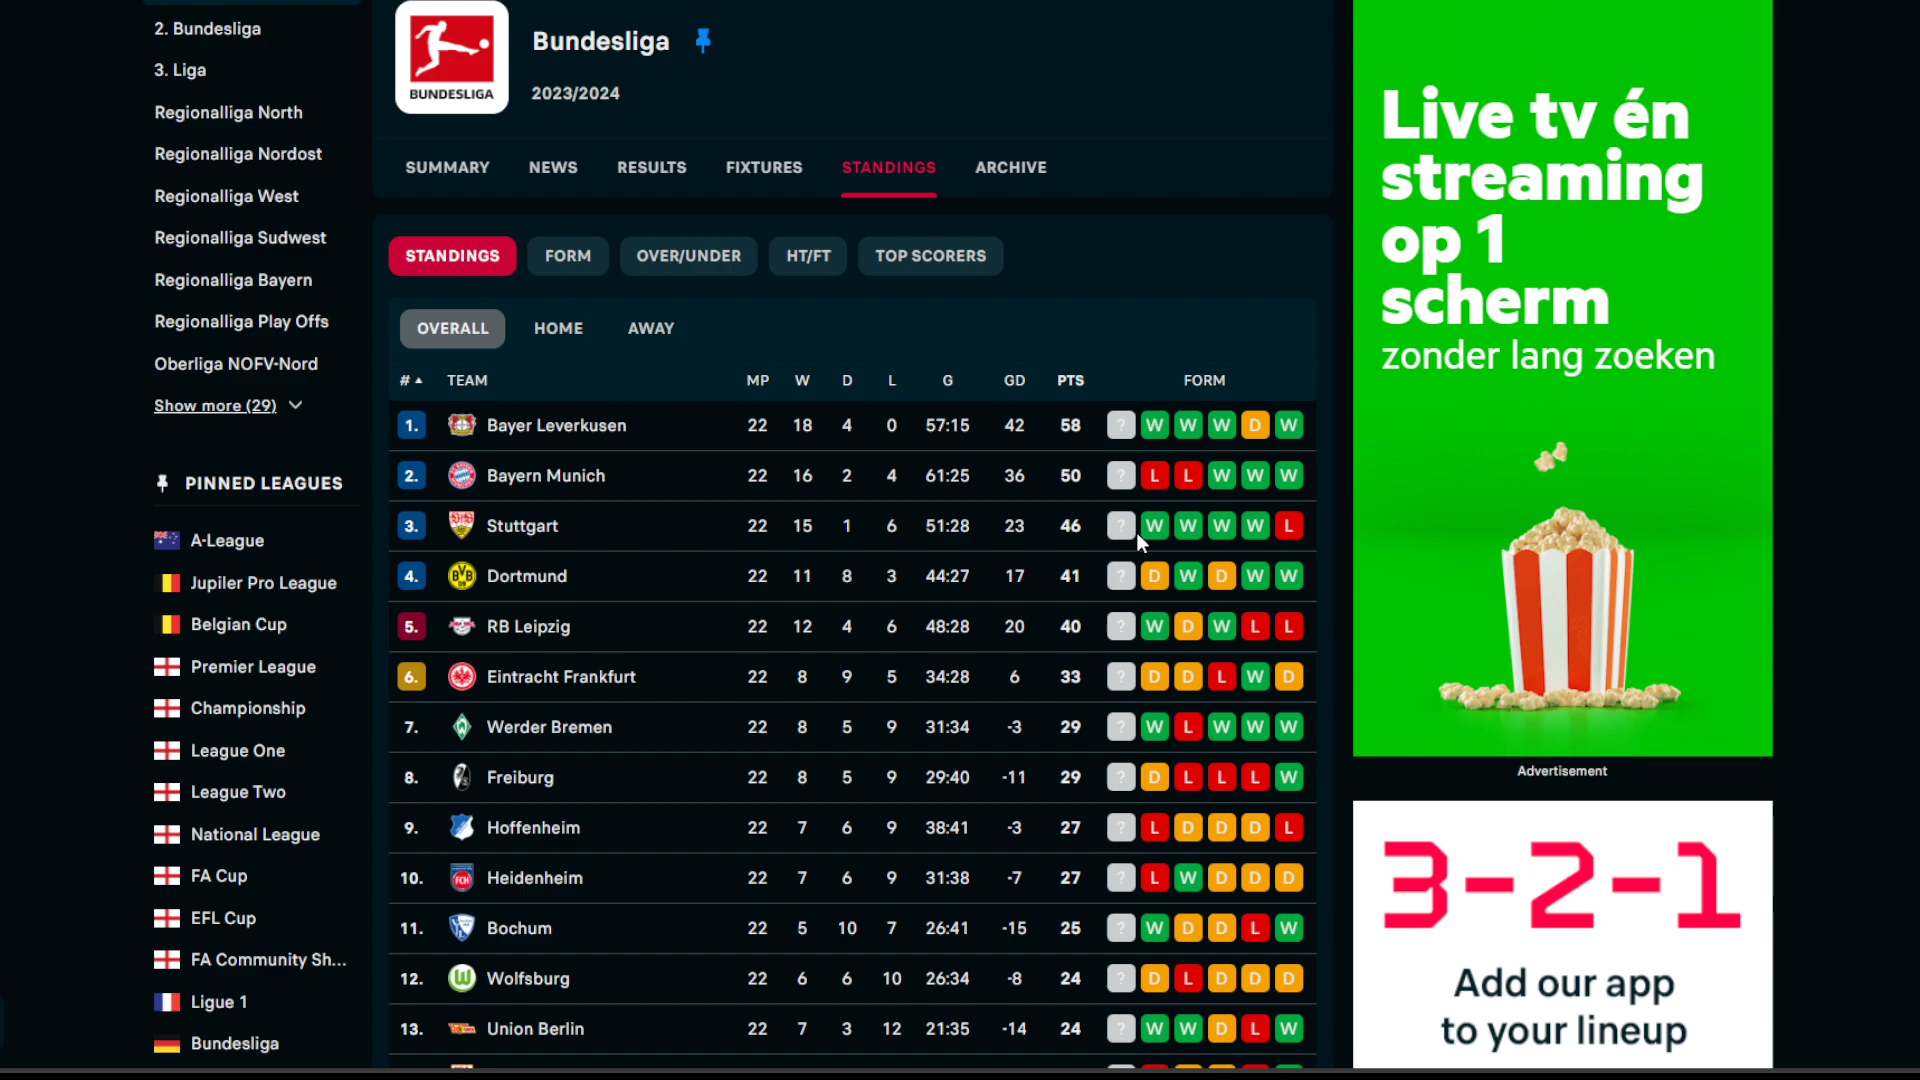 2. Bundesliga
3. Liga
Regionalliga North
Regionalliga Nordost
Regionalliga West
Regionalliga Sudwest
Regionalliga Bayern
Regionalliga Play Offs
Oberliga NOFV-Nord
Show more (29)
PINNED LEAGUES
A-League
Jupiler Pro League
Belgian Cup
Premier League
Championship
League One
League Two
National League
FA Cup
EFL Cup
FA Community Sh...
Ligue 1
Bundesliga
BUNDESLIGA
Bundesliga
2023/2024
SUMMARY NEWS RESULTS FIXTURES STANDINGS ARCHIVE
STANDINGS FORM OVER/UNDER HT/FT TOP SCORERS
OVERALL HOME AWAY
# TEAM MP W D L G GD PTS FORM
1. Bayer Leverkusen 22 18 4 0 57:15 42 58 ? W W W D W
2. Bayern Munich 22 16 2 4 61:25 36 50 ? L L W W W
3. Stuttgart 22 15 1 6 51:28 23 46 ? W W W W L
4. BVB 09 Dortmund 22 11 8 3 44:27 17 41 ? D W D W W
5. RB Leipzig 22 12 4 6 48:28 20 40 ? W D W L L
6. Eintracht Frankfurt 22 8 9 5 34:28 6 33 ? D D L W D
7. Werder Bremen 22 8 5 9 31:34 -3 29 ? W L W W W
8. Freiburg 22 8 5 9 29:40 -11 29 ? D L L L W
9. Hoffenheim 22 7 6 9 38:41 -3 27 ? L D D D L
10. FCH Heidenheim 22 7 6 9 31:38 -7 27 ? L W D D D
11. Bochum 22 5 10 7 26:41 -15 25 ? W D D L W
12. W Wolfsburg 22 6 6 10 26:34 -8 24 ? D L D D D
13. Union Berlin 22 7 3 12 21:35 -14 24 ? W W D L W
Live tv én
streaming
op 1
scherm
zonder lang zoeken
Advertisement
3-2-1
Add our app
to your lineup